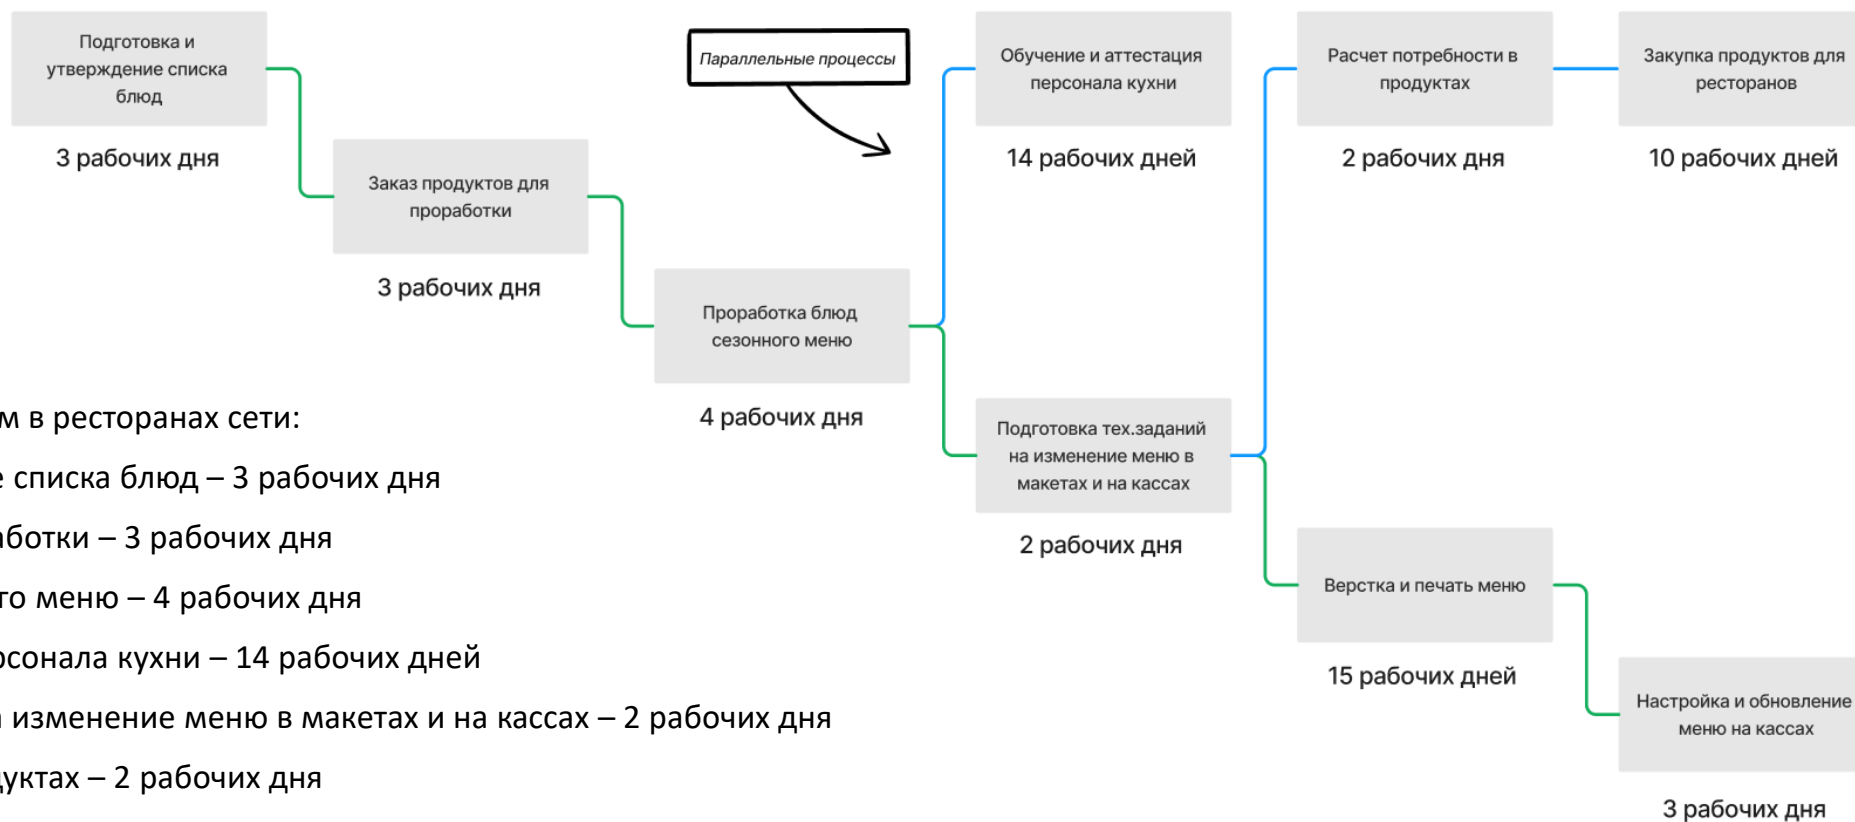 Подготовка и
утверждение списка
блюд
3 рабочих дня
Заказ продуктов для
проработки
3 рабочих дня
Проработка блюд
сезонного меню
4 рабочих дня
Параллельные процессы
Обучение и аттестация
персонала кухни
14 рабочих дней
Подготовка тех.заданий
на изменение меню в
макетах и на кассах
2 рабочих дня
Расчет потребности в
продуктах
2 рабочих дня
Закупка продуктов для
ресторанов
10 рабочих дней
Верстка и печать меню
15 рабочих дней
Настройка и обновление
меню на кассах
3 рабочих дня
в ресторанах сети:
списка блюд – 3 рабочих дня
– 3 рабочих дня
меню – 4 рабочих дня
кухни – 14 рабочих дней
изменение меню в макетах и на кассах – 2 рабочих дня
– 2 рабочих дня